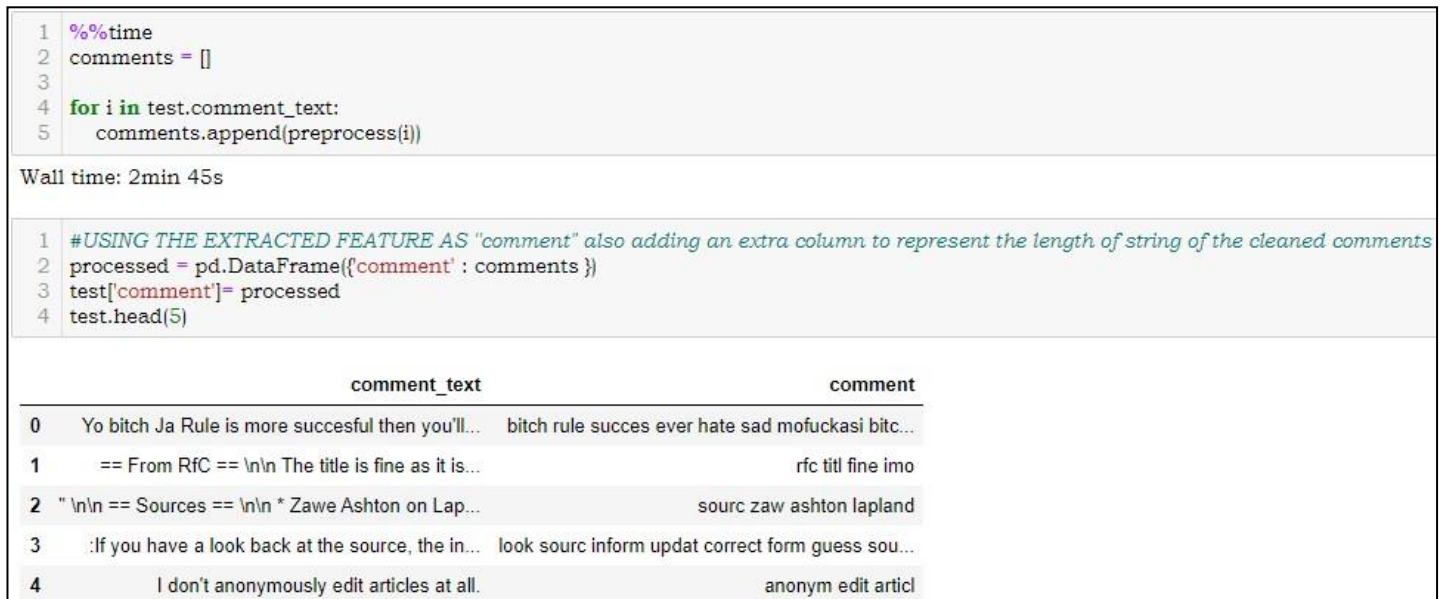 1 %%time
2 comments = []
3
4 for i in test.comment_text:
5 comments.append(preprocess(i))
Wall time: 2min 45s
1 #USING THE EXTRACTED FEATURE AS "comment" also adding an extra column to represent the length of string of the cleaned comments
2 processed = pd.DataFrame({'comment' : comments })
3 test['comment']= processed
4 test.head(5)
comment_text comment
0 Yo bitch Ja Rule is more succesful then you'll... bitch rule succes ever hate sad mofuckasi bitc...
1 == From RfC == \n\n The title is fine as it is... rfc titl fine imo
2 " \n\n == Sources == \n\n * Zawe Ashton on Lap... sourc zaw ashton lapland
3 :If you have a look back at the source, the in... look sourc inform updat correct form guess sou...
4 I don't anonymously edit articles at all. anonym edit articl